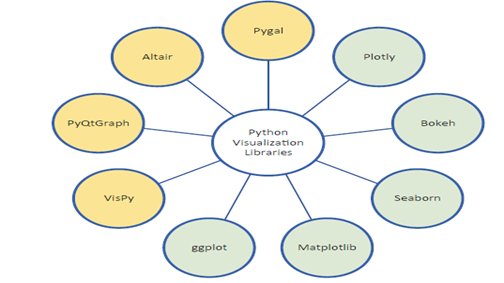 Pygal
Altair
Plotly
PyQtGraph
Bokeh
Python
Visualization
Libraries
VisPy
Seaborn
ggplot
Matplotlib